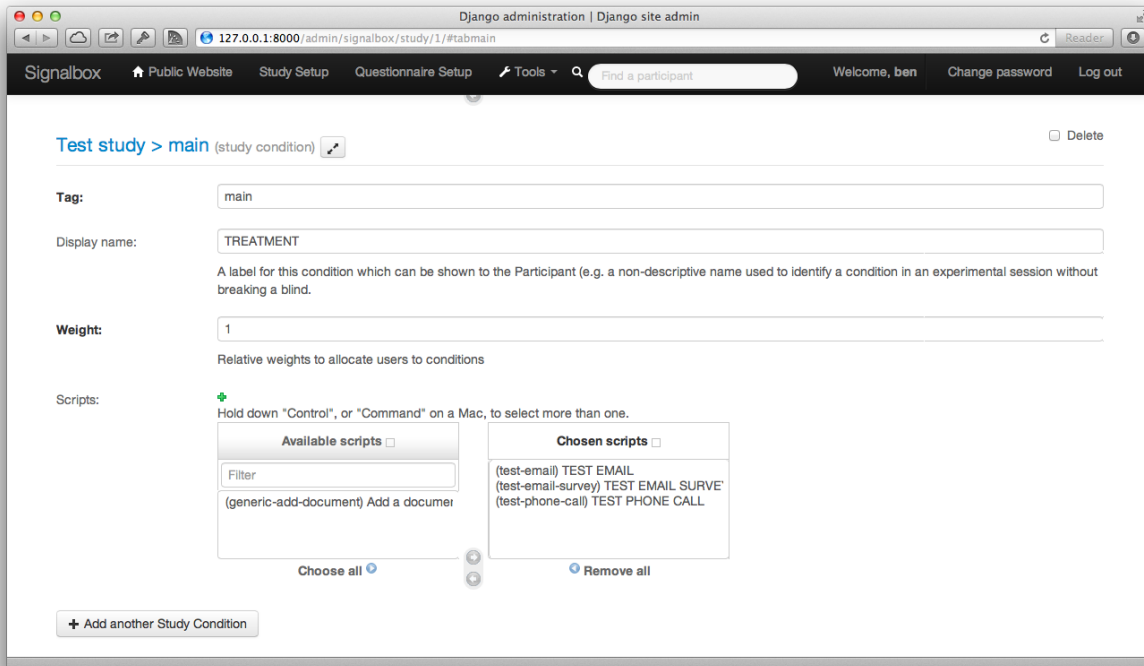 Django administration | Django site admin
127.0.0.1:8000/admin/signalbox/study/1/#tabmain
Reader
Signalbox Public Website Study Setup Questionnaire Setup Tools Find a participant Welcome, ben Change password Log out
Test study > main (study condition)
Delete
Tag: main
Display name: TREATMENT
A label for this condition which can be shown to the Participant (e.g. a non-descriptive name used to identify a condition in an experimental session without
breaking a blind.
Weight: 1
Relative weights to allocate users to conditions
Scripts:
Hold down "Control", or "Command" on a Mac, to select more than one.
Available scripts
Filter
(generic-add-document) Add a documen
Choose all
Chosen scripts
(test-email) TEST EMAIL
(test-email-survey) TEST EMAIL SURVE
(test-phone-call) TEST PHONE CALL
Remove all
Add another Study Condition